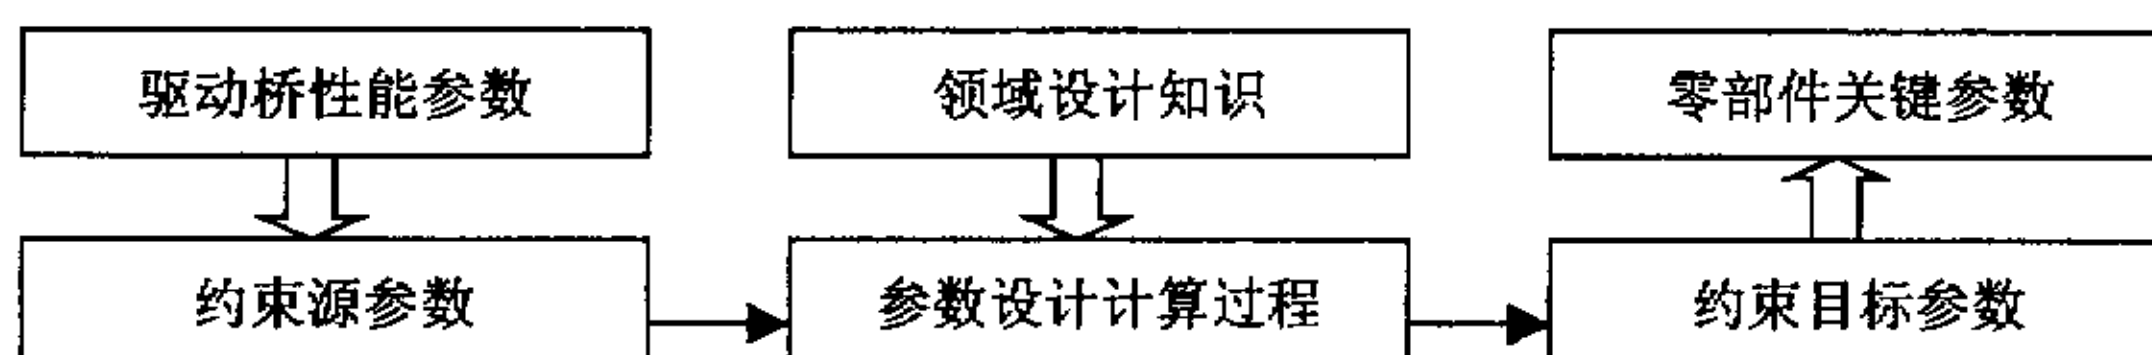 驱动桥性能参数
领域设计知识
零部件关键参数
约束源参数
参数设计计算过程
约束目标参数